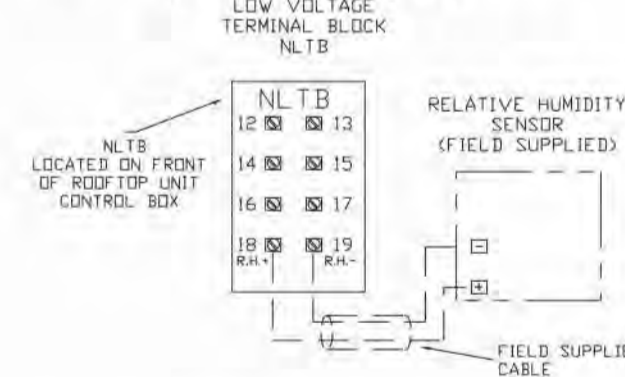 LOW VOLTAGE
TERMINAL BLOCK
NLTB
NLTB
12 13
14 15
16 17
18 19
R.H.+ R.H.-
NLTB
LOCATED ON FRONT
OF ROOFTOP UNIT
CONTROL BOX
RELATIVE HUMIDITY
SENSOR
(FIELD SUPPLIED)
-
+
FIELD SUPPLIE
CABLE